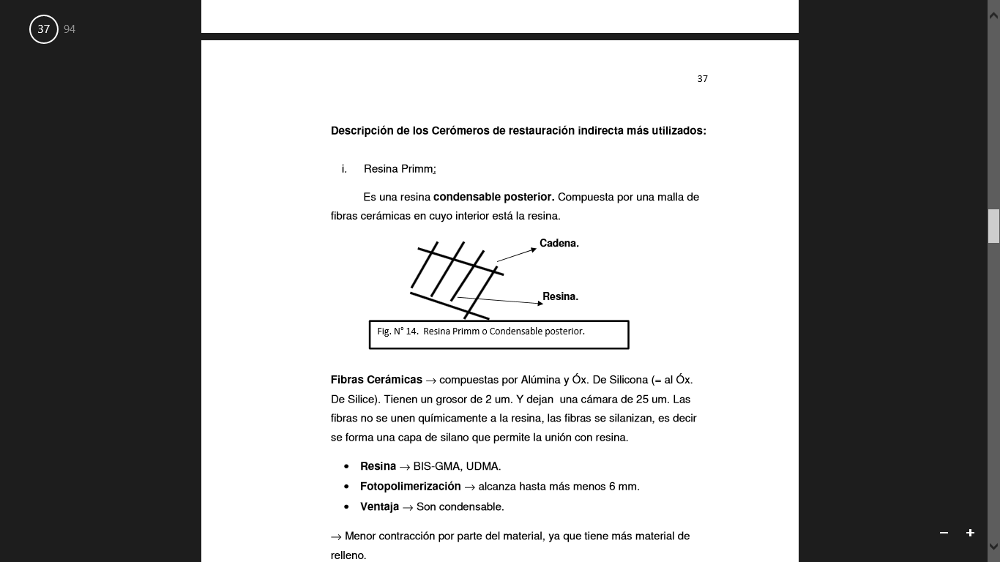 37 94
37
Descripción de los Cerómeros de restauración indirecta más utilizados:
i. Resina Primm:
Es una resina condensable posterior. Compuesta por una malla de
fibras cerámicas en cuyo interior está la resina.
Cadena.
Resina.
Fig. N° 14. Resina Primm o Condensable posterior.
Fibras Cerámicas → compuestas por Alúmina y Óx. De Silicona (= al Óx.
De Silice). Tienen un grosor de 2 um. Y dejan una cámara de 25 um. Las
fibras no se unen químicamente a la resina, las fibras se silanizan, es decir
se forma una capa de silano que permite la unión con resina.
• Resina → BIS-GMA, UDMA.
• Fotopolimerización → alcanza hasta más menos 6 mm.
• Ventaja → Son condensable.
→ Menor contracción por parte del material, ya que tiene más material de
relleno.